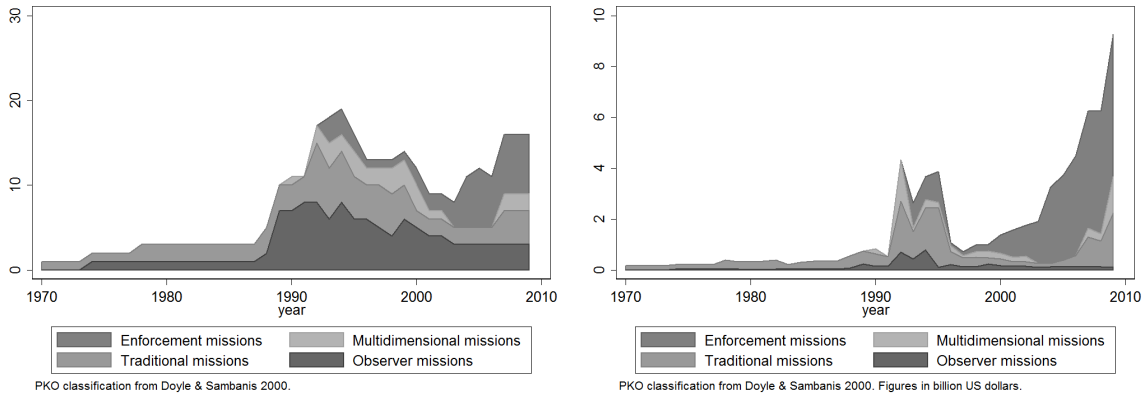 30
20
10
0
1970 1980 1990 2000 2010
year
Enforcement missions Multidimensional missions
Traditional missions Observer missions
PKO classification from Doyle & Sambanis 2000.
10
8
6
4
2
0
1970 1980 1990 2000 2010
year
Enforcement missions Multidimensional missions
Traditional missions Observer missions
PKO classification from Doyle & Sambanis 2000. Figures in billion US dollars.